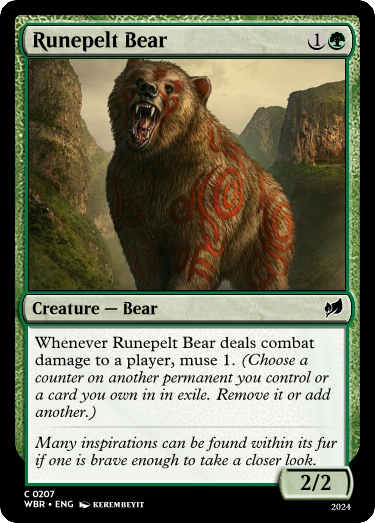 Runepelt Bear 1
Creature — Bear
Whenever Runepelt Bear deals combat
damage to a player, muse 1. (Choose a
counter on another permanent you control or
a card you own in in exile. Remove it or add
another.)
Many inspirations can be found within its fur
if one is brave enough to take a closer look.
2/2
C 0207
WBR • ENG KEREMBEYIT
2024